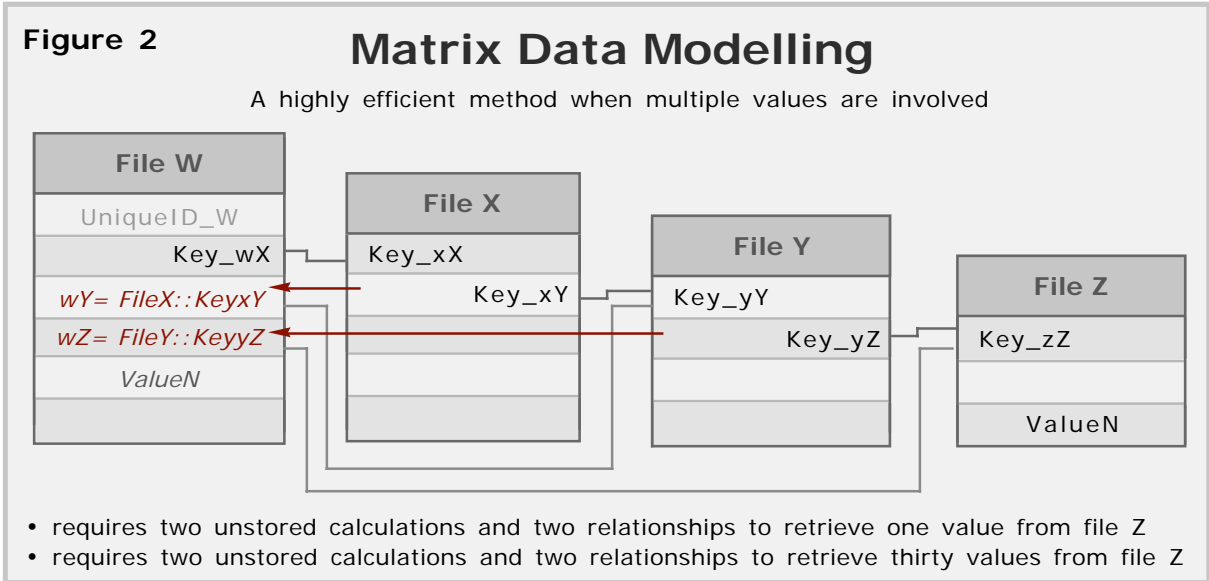 Figure 2
Matrix Data Modelling
A highly efficient method when multiple values are involved
File W
UniqueID_W
Key_wX
wY= FileX::KeyxY
wZ= FileY::KeyyZ
ValueN
File X
Key_xX
Key_xY
File Y
Key_yY
Key_yZ
File Z
Key_zZ
ValueN
• requires two unstored calculations and two relationships to retrieve one value from file Z
• requires two unstored calculations and two relationships to retrieve thirty values from file Z